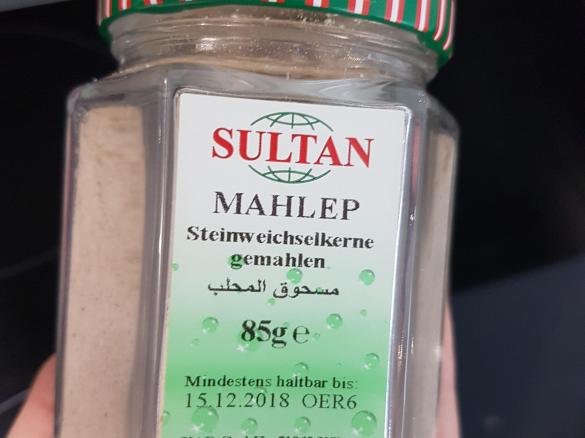 SULTAN
MAHLEP
Steinweichselkerne
gemahlen
مسحوق المحلب
85g e
Mindestens haltbar bis:
15.12.2018 OER6